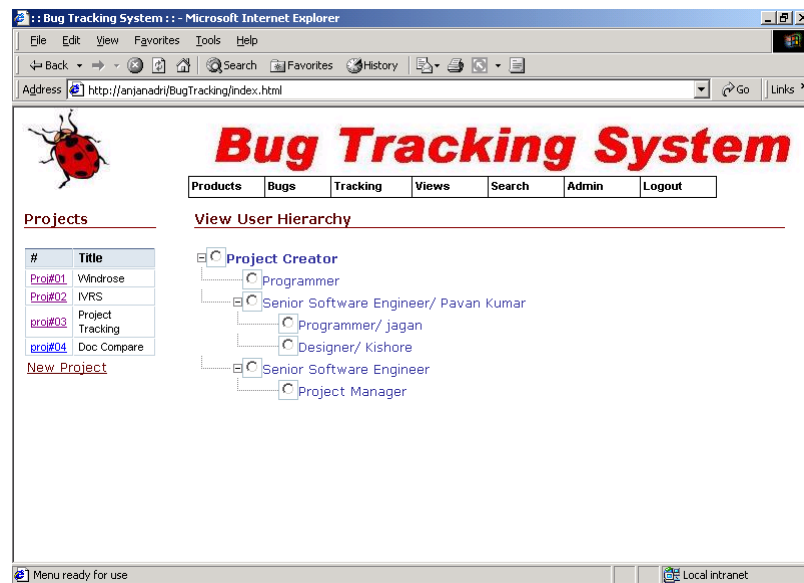 :: Bug Tracking System :: - Microsoft Internet Explorer
File Edit View Favorites Tools Help
Back Search Favorites History
Address http://anjanadri/BugTracking/index.html Go Links
Bug Tracking System
Products Bugs Tracking Views Search Admin Logout
Projects
View User Hierarchy
# Title
Proj#01 Windrose
Proj#02 IVRS
proj#03 Project Tracking
proj#04 Doc Compare
New Project
Project Creator
Programmer
Senior Software Engineer/ Pavan Kumar
Programmer/ jagan
Designer/ Kishore
Senior Software Engineer
Project Manager
Menu ready for use
Local intranet